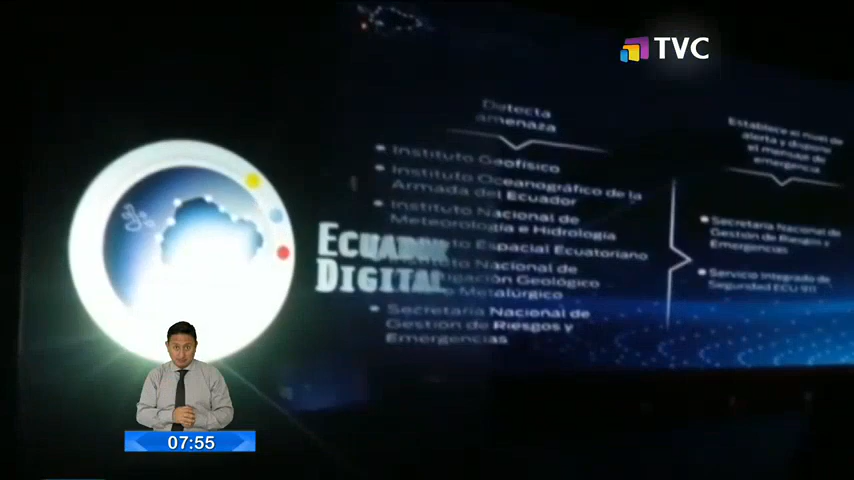 TVC
Detecta
amenaza
Instituto Geofísico
Instituto Oceanográfico de la
Armada del Ecuador
Instituto Nacional de
Meteorología e Hidrología
Espacial Ecuatoriano
Instituto Nacional de
Geológico
Metalúrgico
Secretaría Nacional de
Gestión de Riesgos y
Emergencias
Establece el nivel de
alerta y dispone
el mensaje de
emergencia
Secretaría Nacional de
Gestión de Riesgos y
Emergencias
Servicio Integrado de
Seguridad ECU 911
ECUADOR
DIGITAL
07:55